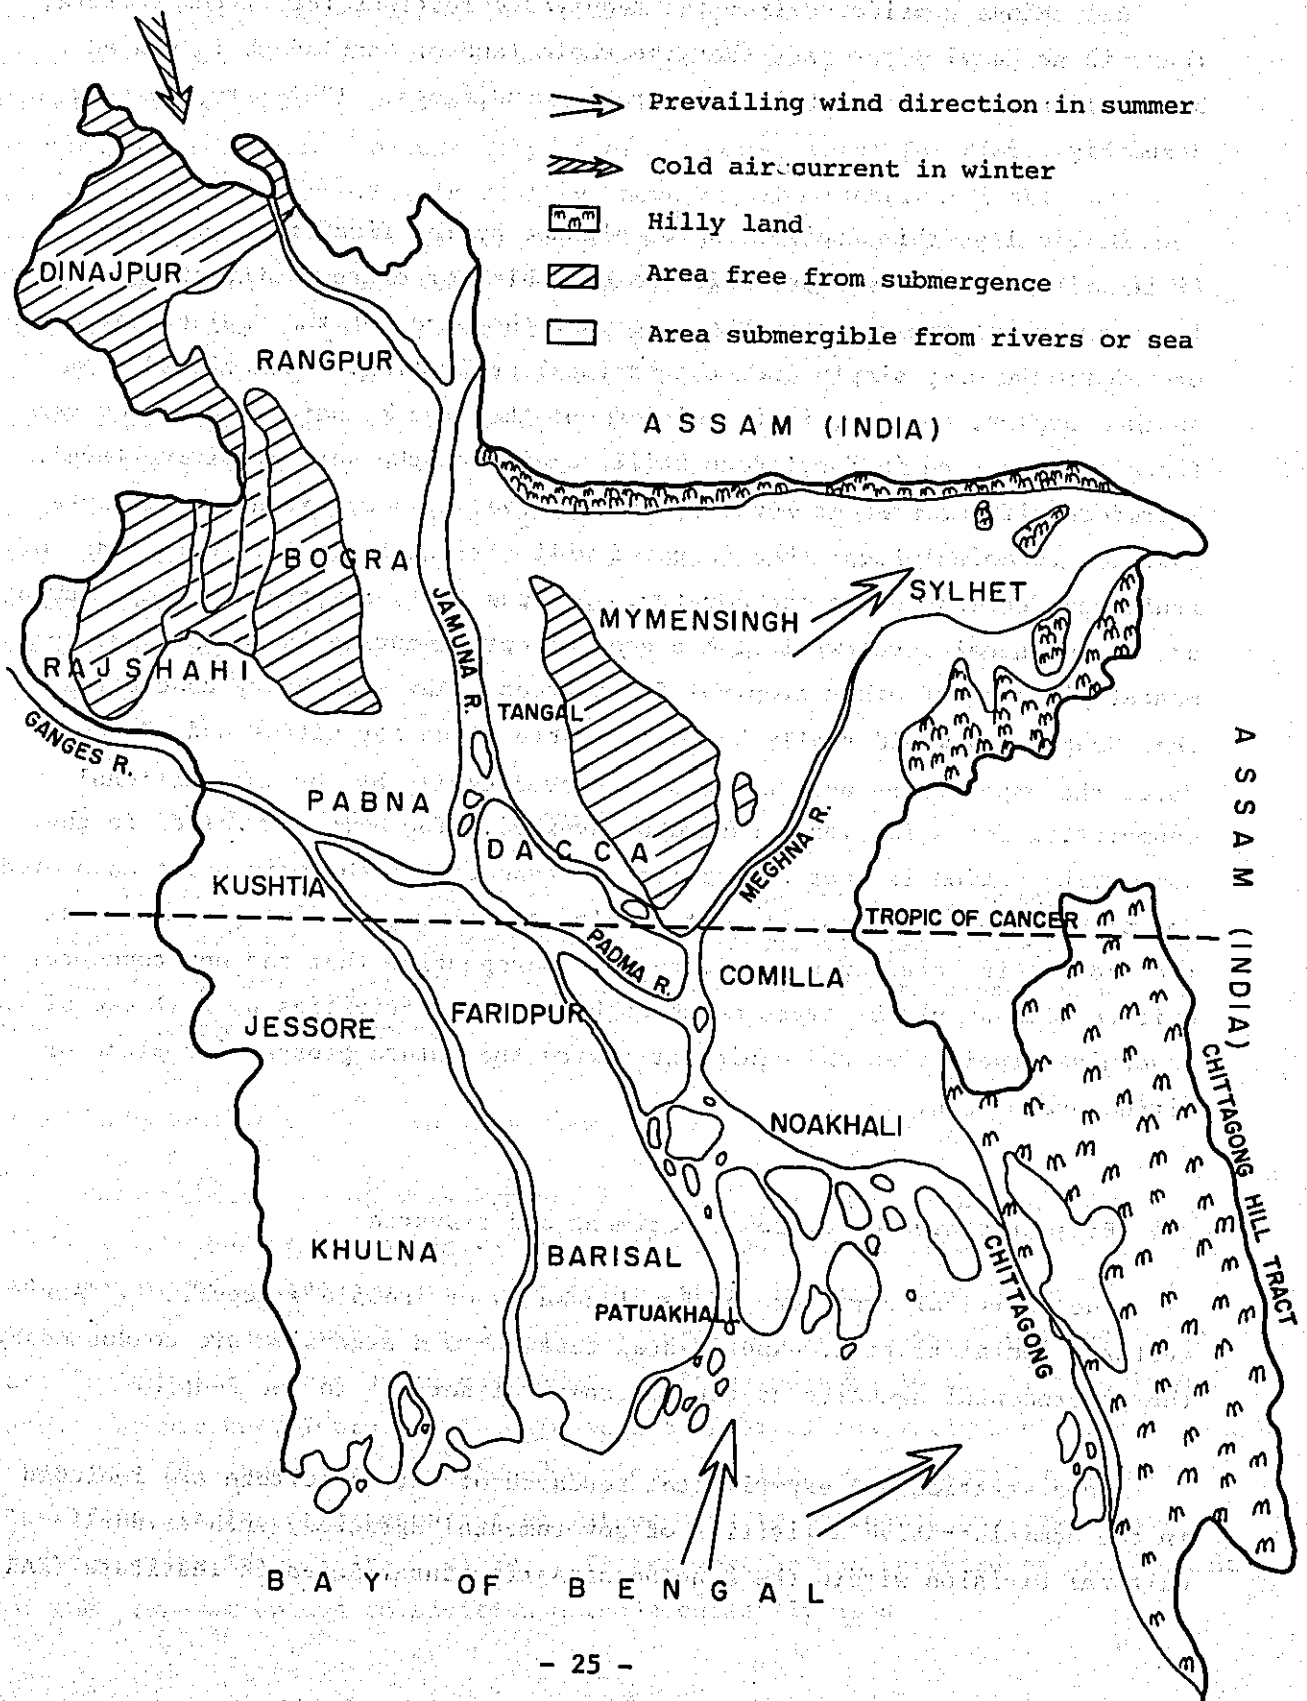 Prevailing wind direction in summer
Cold air current in winter
Hilly land
Area free from submergence
Area submergible from rivers or sea
DINAJPUR
RANGPUR
ASSAM (INDIA)
BOGRA
JAMUNA R.
MYMENSINGH
SYLHET
RAJSHAHI
TANGAL
GANGES R.
PABNA
DACCA
MEGHNA R.
ASSAM (INDIA)
KUSHTIA
TROPIC OF CANCER
PADMA R.
COMILLA
FARIDPUR
JESSORE
CHITTAGONG HILL TRACT
NOAKHALI
KHULNA
BARISAL
CHITTAGONG
PATUAKHALI
BAY OF BENGAL
- 25 -